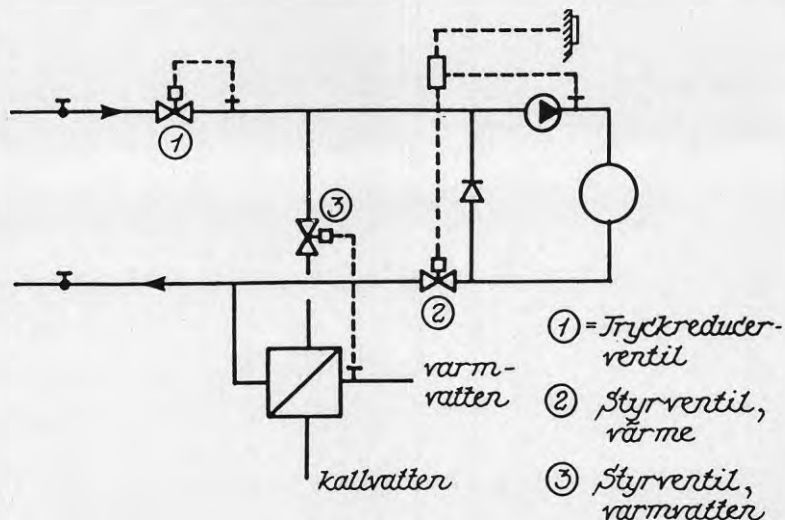 ①
③
②
varm-
vatten
kallvatten
① = Tryckreducer-
ventil
② Styrventil,
värme
③ Styrventil,
varmvatten